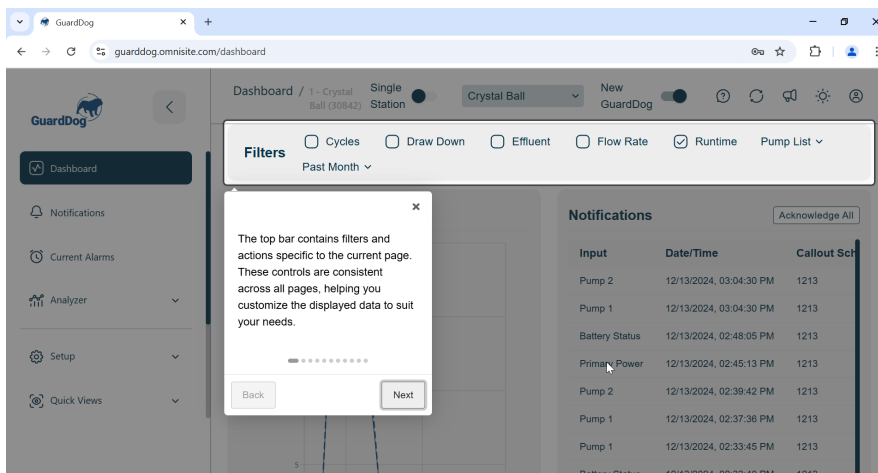 GuardDog
guarddog.omnisite.com/dashboard
GuardDog
Dashboard / 1 - Crystal Ball (30842)
Single Station
Crystal Ball
New GuardDog
Filters
Cycles
Draw Down
Effluent
Flow Rate
Runtime
Pump List
Past Month
Dashboard
Notifications
Current Alarms
Analyzer
Setup
Quick Views
The top bar contains filters and
actions specific to the current page.
These controls are consistent
across all pages, helping you
customize the displayed data to suit
your needs.
Back
Next
5
Notifications
Acknowledge All
Input Date/Time Callout Sch
Pump 2 12/13/2024, 03:04:30 PM 1213
Pump 1 12/13/2024, 03:04:30 PM 1213
Battery Status 12/13/2024, 02:48:05 PM 1213
Primary Power 12/13/2024, 02:45:13 PM 1213
Pump 2 12/13/2024, 02:39:42 PM 1213
Pump 1 12/13/2024, 02:37:36 PM 1213
Pump 1 12/13/2024, 02:33:45 PM 1213